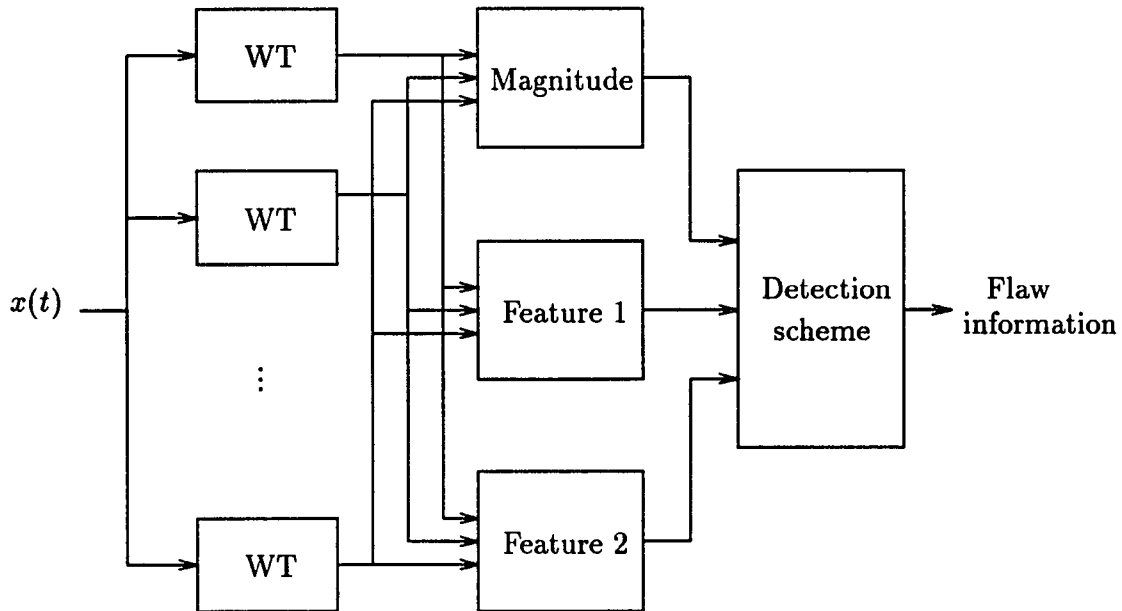 WT
Magnitude
WT
x(t)
Feature 1
Detection
scheme
Flaw
information
⋮
WT
Feature 2